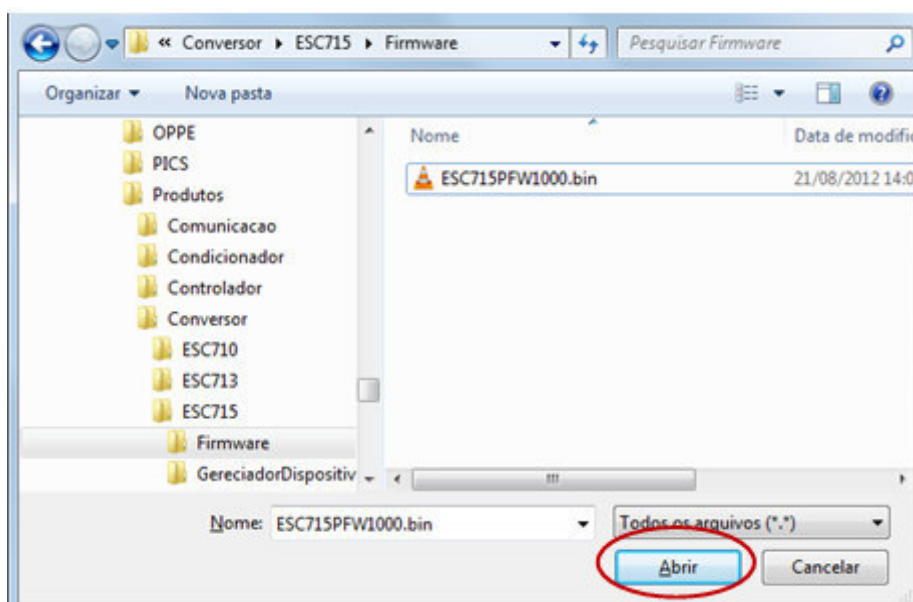 « Conversor ▸ ESC715 ▸ Firmware
Pesquisar Firmware
Organizar ▾ Nova pasta
OPPE
PICS
Produtos
Comunicacao
Condicionador
Controlador
Conversor
ESC710
ESC713
ESC715
Firmware
GereciadorDispositiv
Nome Data de modific
ESC715PFW1000.bin 21/08/2012 14:0
Nome: ESC715PFW1000.bin
Todos os arquivos (*.*)
Abrir Cancelar